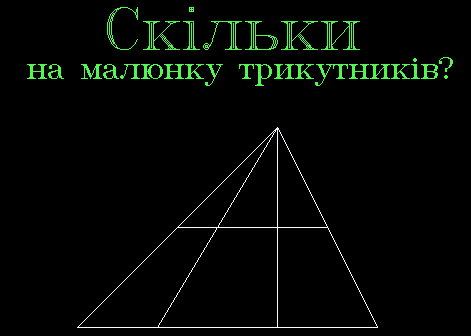 Скільки
на малюнку трикутників?